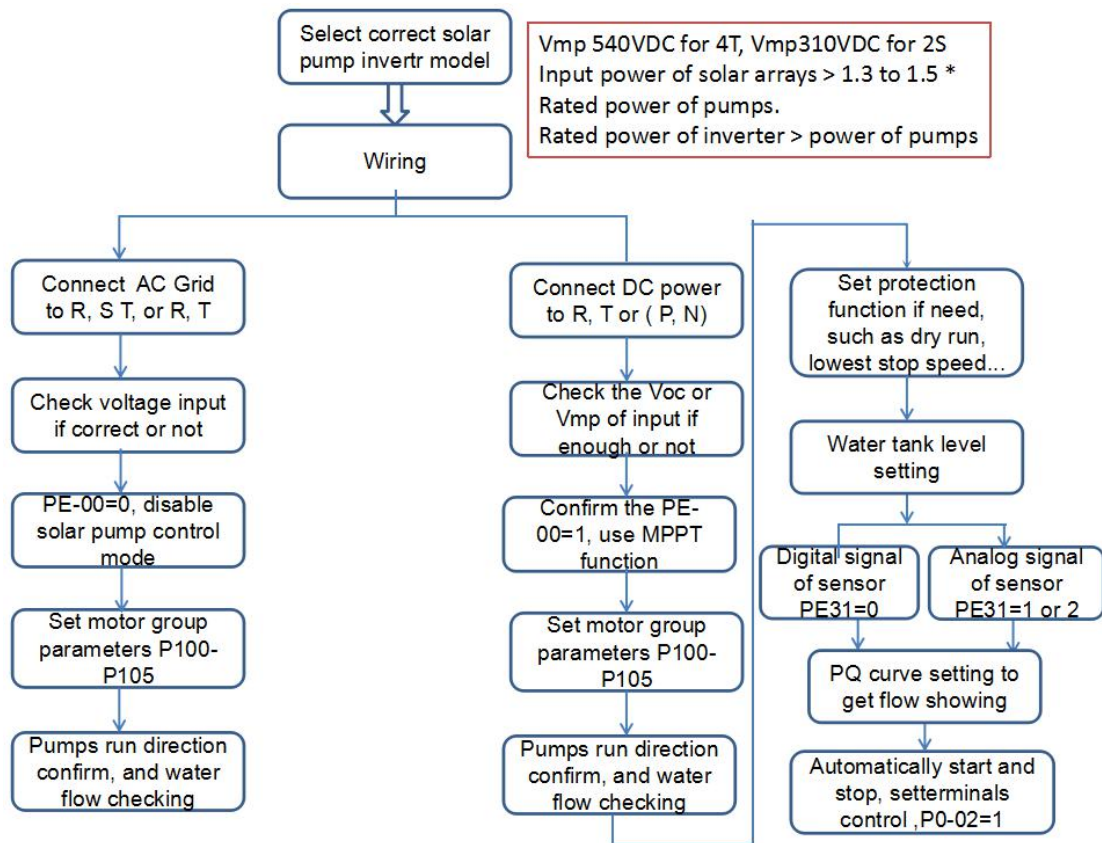 Select correct solar
pump invertr model
Vmp 540VDC for 4T, Vmp310VDC for 2S
Input power of solar arrays > 1.3 to 1.5 *
Rated power of pumps.
Rated power of inverter > power of pumps
Wiring
Connect AC Grid
to R, S T, or R, T
Check voltage input
if correct or not
PE-00=0, disable
solar pump control
mode
Set motor group
parameters P100-
P105
Pumps run direction
confirm, and water
flow checking
Connect DC power
to R, T or ( P, N)
Check the Voc or
Vmp of input if
enough or not
Confirm the PE-
00=1, use MPPT
function
Set motor group
parameters P100-
P105
Pumps run direction
confirm, and water
flow checking
Set protection
function if need,
such as dry run,
lowest stop speed...
Water tank level
setting
Digital signal
of sensor
PE31=0
Analog signal
of sensor
PE31=1 or 2
PQ curve setting to
get flow showing
Automatically start and
stop, setterminals
control ,P0-02=1